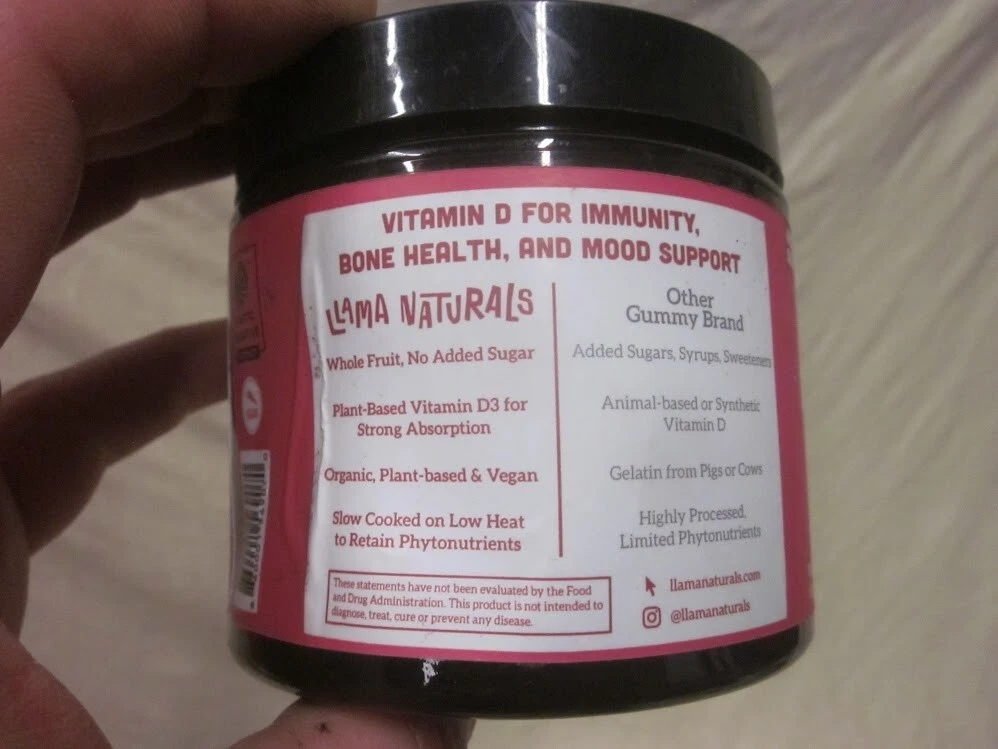 VITAMIN D FOR IMMUNITY,
BONE HEALTH, AND MOOD SUPPORT
LLAMA NATURALS
Whole Fruit, No Added Sugar
Plant-Based Vitamin D3 for
Strong Absorption
Organic, Plant-based & Vegan
Slow Cooked on Low Heat
to Retain Phytonutrients
Other
Gummy Brand
Added Sugars, Syrups, Sweeteners
Animal-based or Synthetic
Vitamin D
Gelatin from Pigs or Cows
Highly Processed,
Limited Phytonutrients
These statements have not been evaluated by the Food
and Drug Administration. This product is not intended to
diagnose, treat, cure or prevent any disease.
llamanaturals.com
@llamanaturals